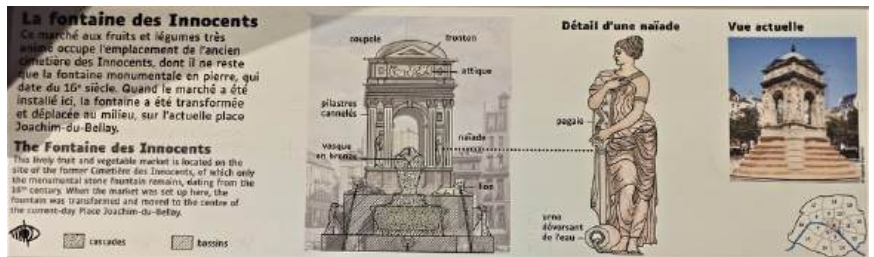 La fontaine des Innocents
Ce marché aux fruits et légumes très
animé occupe l'emplacement de l'ancien
cimetière des Innocents, dont il ne reste
que la fontaine monumentale en pierre, qui
date du 16e siècle. Quand le marché a été
installé ici, la fontaine a été transformée
et déplacée au milieu, sur l'actuelle place
Joachim-du-Bellay.
The Fontaine des Innocents
This lively fruit and vegetable market is located on the
site of the former Cimetière des Innocents, of which only
the monumental stone fountain remains, dating from the
16th century. When the market was set up here, the
fountain was transformed and moved to the centre of
the current-day Place Joachim-du-Bellay.
cascades
bassins
coupole
fronton
attique
pilastres
cannelés
naïade
vasque
en bronze
lion
Détail d'une naïade
pagaie
urne
déversant
de l'eau
Vue actuelle